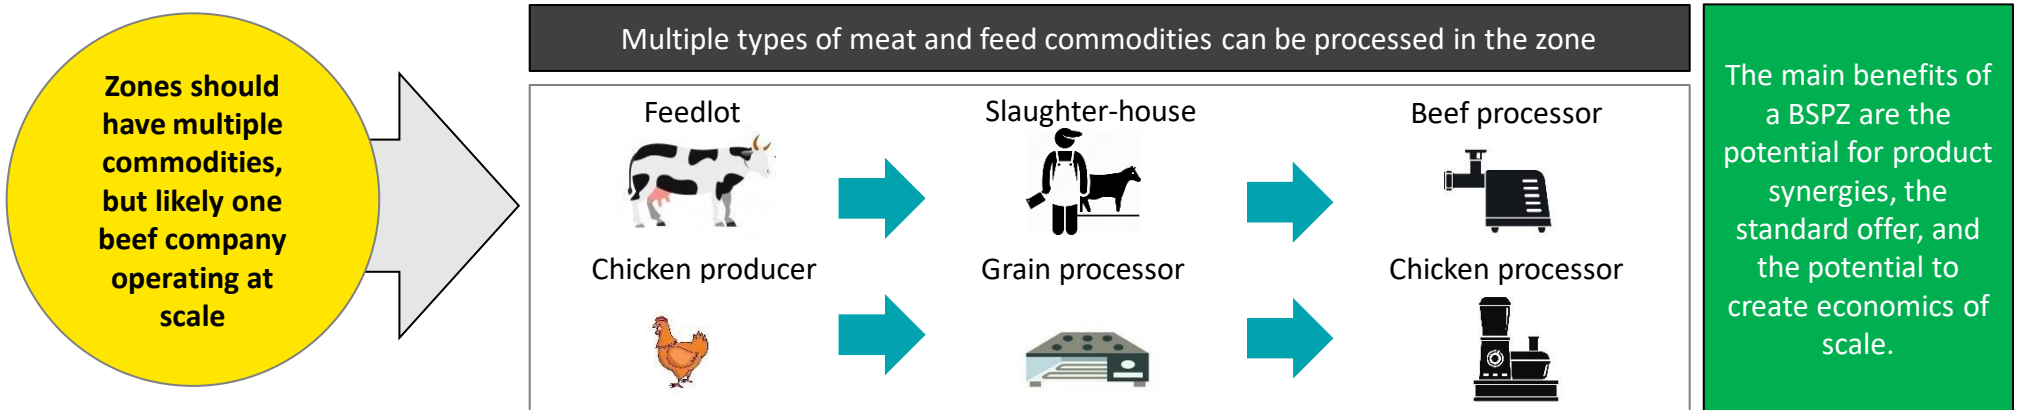 Zones should
have multiple
commodities,
but likely one
beef company
operating at
scale
Multiple types of meat and feed commodities can be processed in the zone
Feedlot
Slaughter-house
Beef processor
Chicken producer
Grain processor
Chicken processor
The main benefits of
a BSPZ are the
potential for product
synergies, the
standard offer, and
the potential to
create economics of
scale.